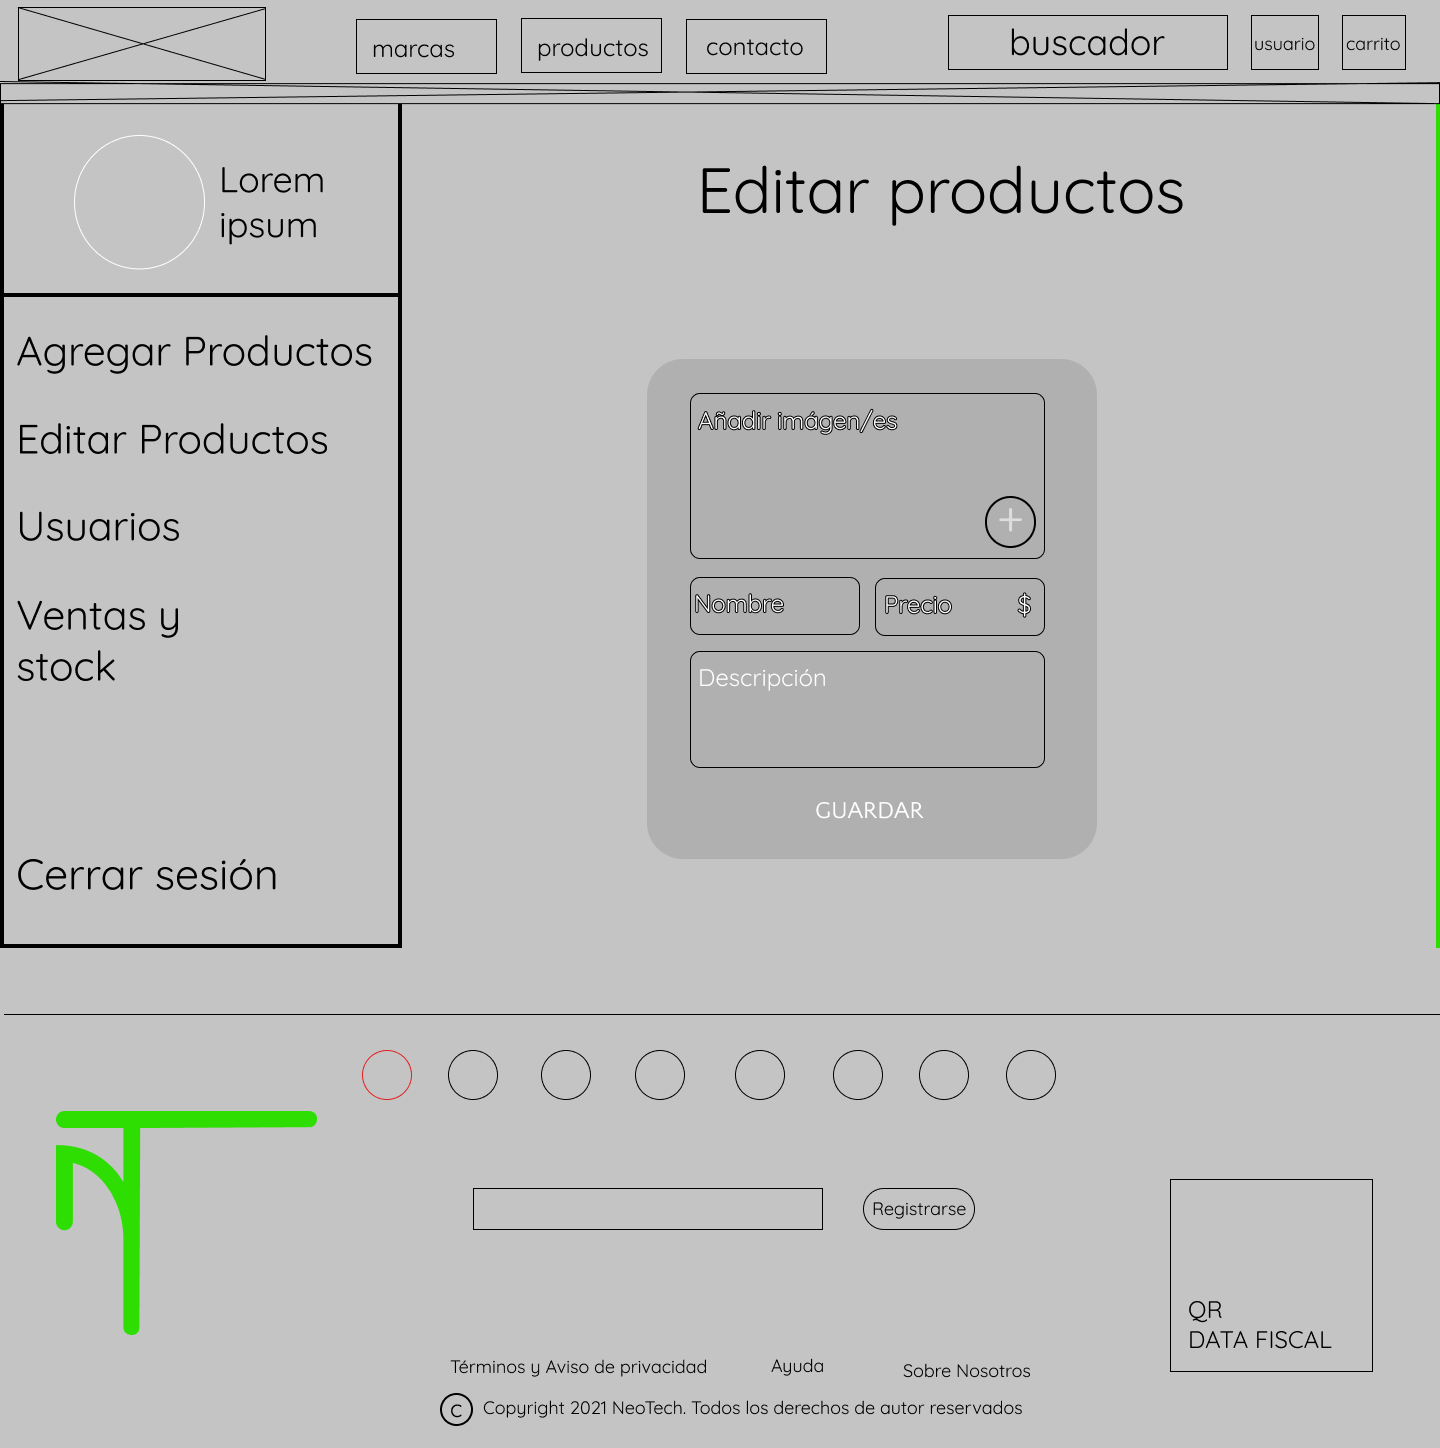 marcas
productos
contacto
buscador
usuario
carrito
Lorem
ipsum
Editar productos
Agregar Productos
Editar Productos
Usuarios
Ventas y
stock
Cerrar sesión
Añadir imágen/es
+
Nombre
Precio $
Descripción
GUARDAR
Registrarse
QR
DATA FISCAL
Términos y Aviso de privacidad
Ayuda
Sobre Nosotros
C Copyright 2021 NeoTech. Todos los derechos de autor reservados